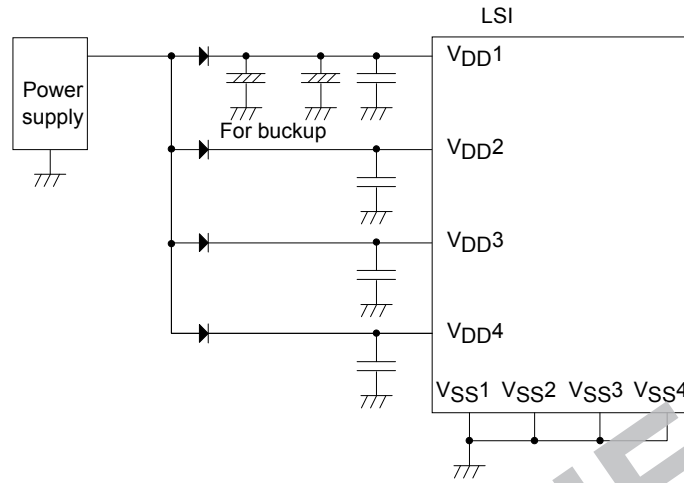 LSI
Power
supply
VDD1
For buckup
VDD2
VDD3
VDD4
VSS1 VSS2 VSS3 VSS4